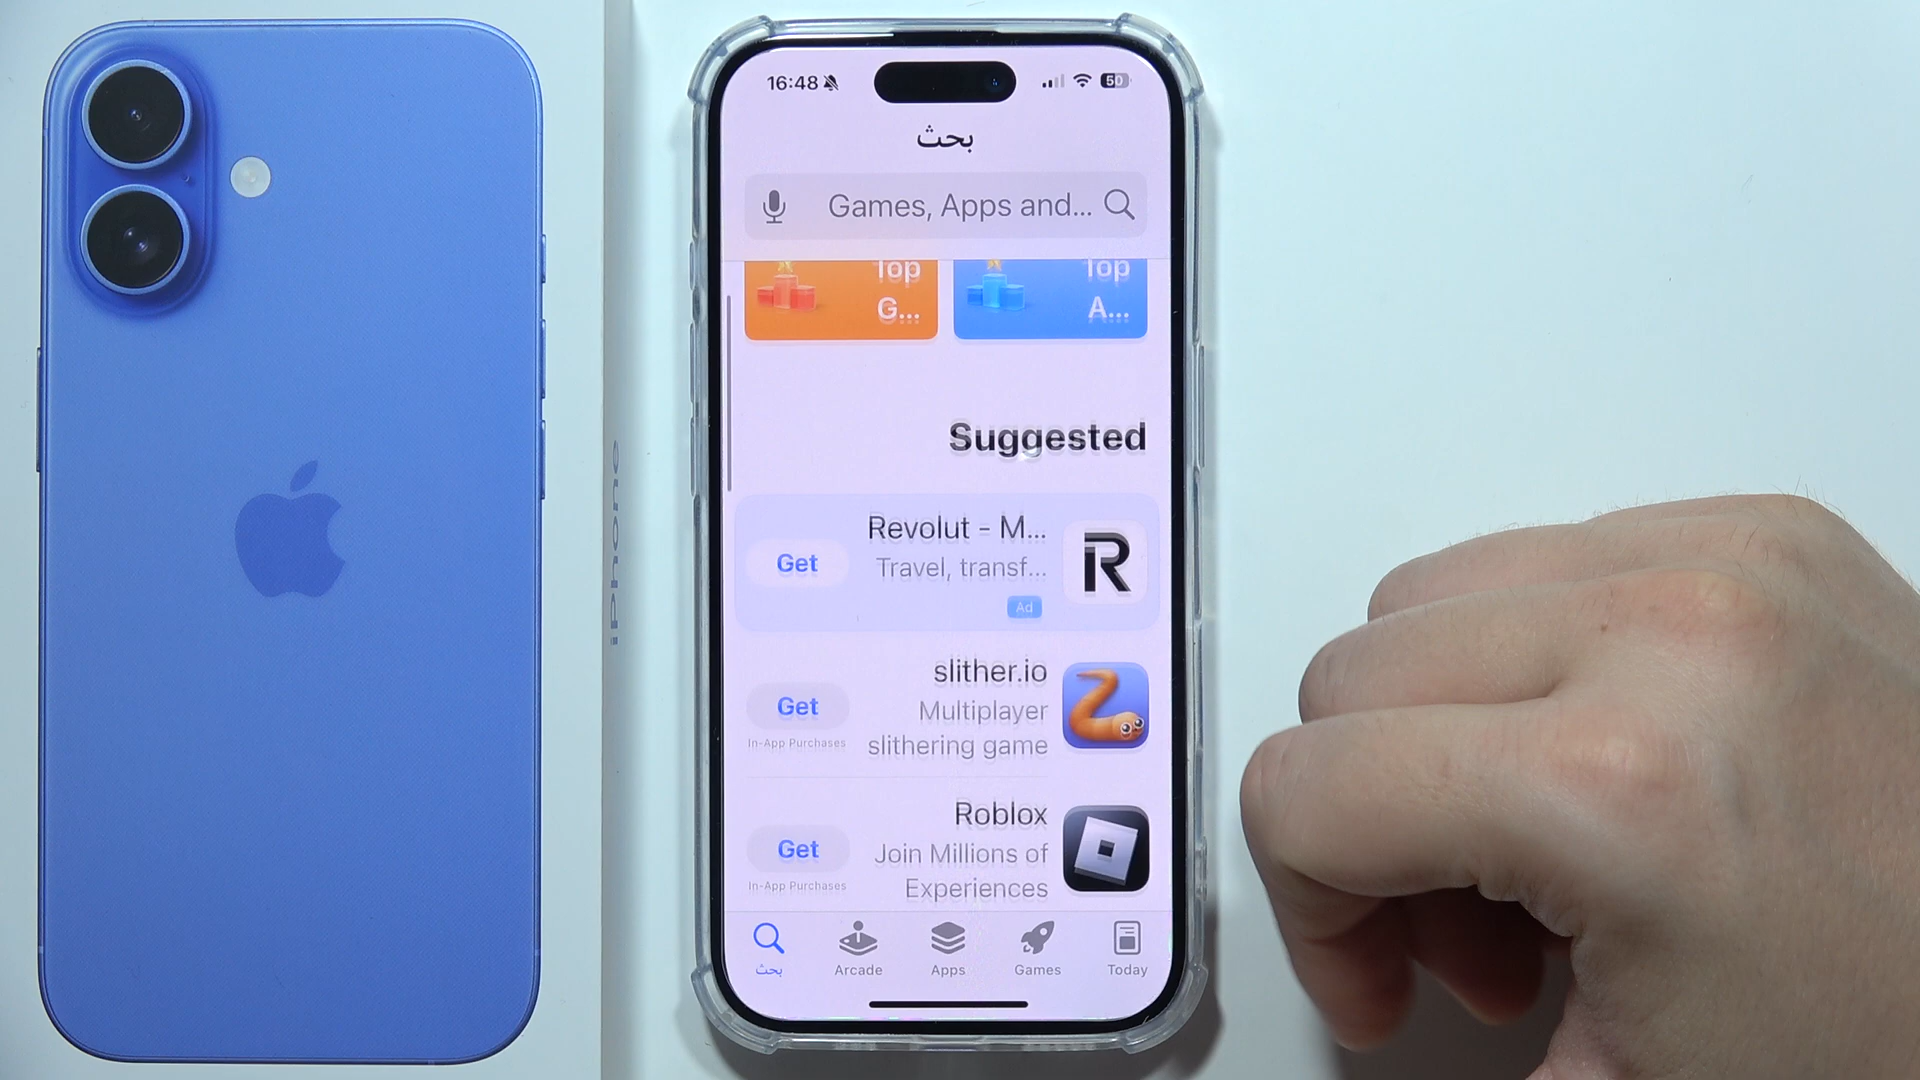 iPhone
16:48
50
بحث
Games, Apps and...
Top
A...
Top
G...
Suggested
Revolut - M...
Travel, transf...
Ad
Get
slither.io
Multiplayer
slithering game
Get
In-App Purchases
Roblox
Join Millions of
Experiences
Get
In-App Purchases
Today
Games
Apps
Arcade
بحث